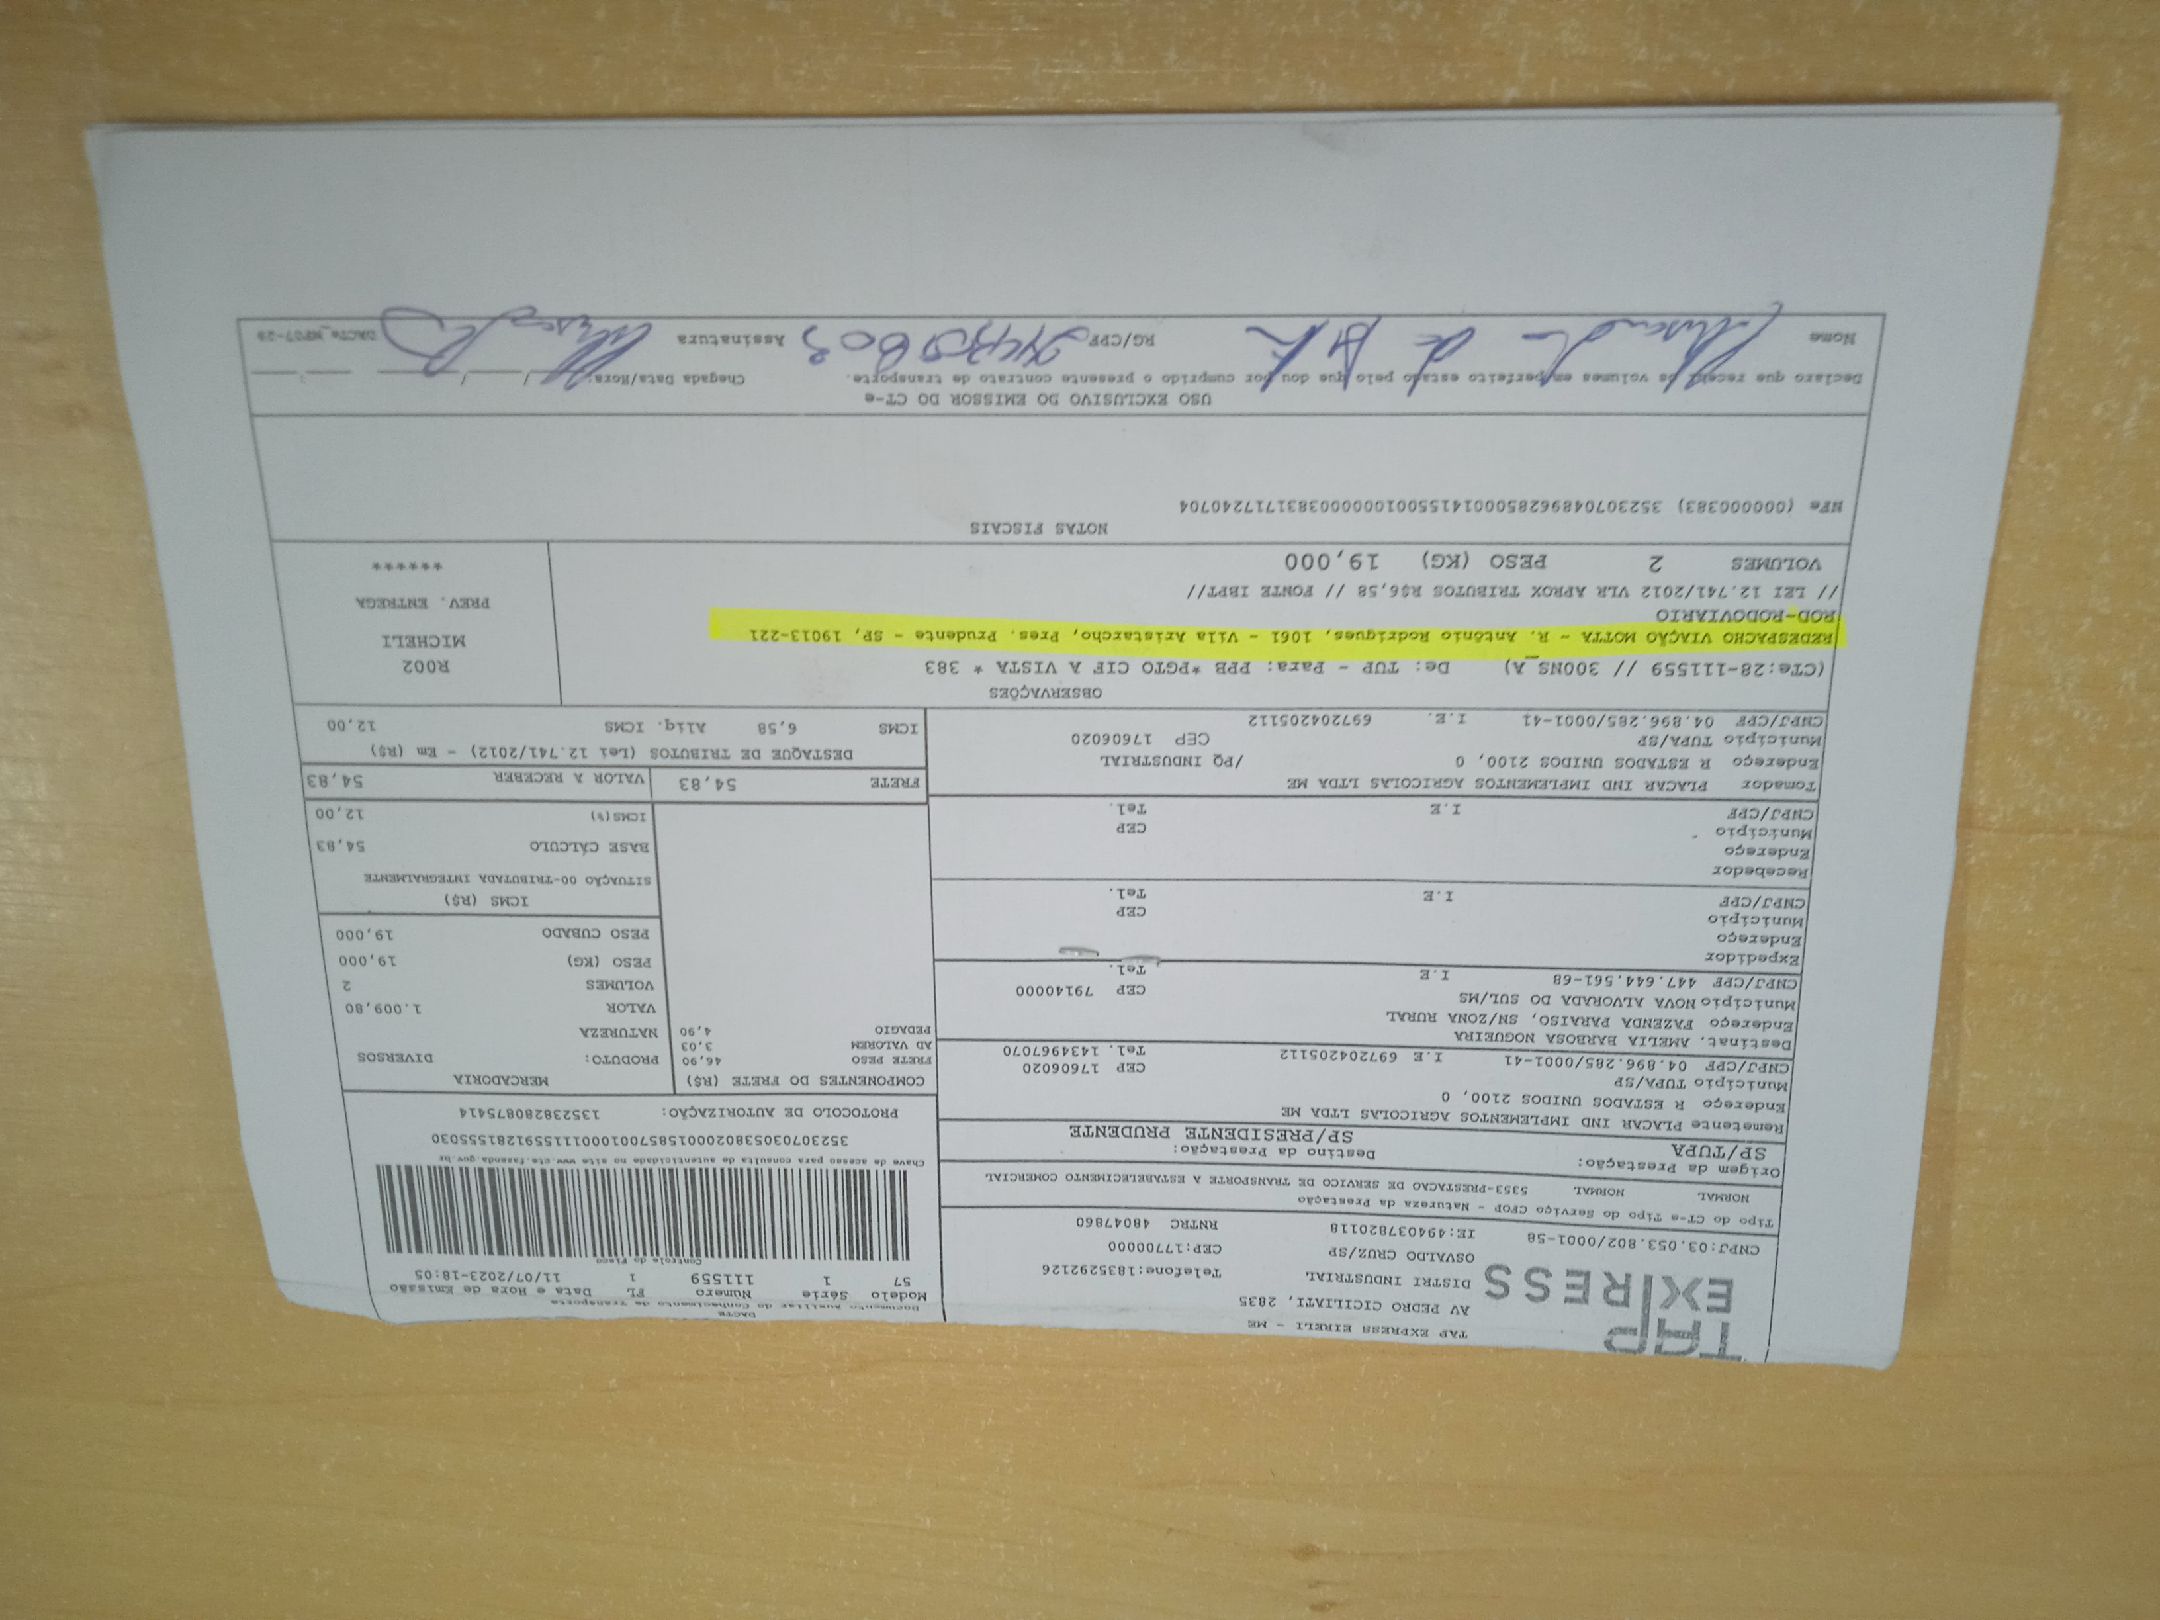 TAP
EXPRESS
TAP EXPRESS EIRELI - ME
AV PEDRO CICILIATI, 2835
DISTRI INDUSTRIAL Telefone:1835292126
OSVALDO CRUZ/SP CEP:17700000
CNPJ:03.053.802/0001-58 IE:494037820118 RNTRC 48047860
Tipo do CT-e Tipo do Serviço CFOP - Natureza da Prestação
NORMAL NORMAL 5353-PRESTACAO DE SERVICO DE TRANSPORTE A ESTABELECIMENTO COMERCIAL
Origem da Prestação: Destino da Prestação:
SP/TUPA SP/PRESIDENTE PRUDENTE
DACTE
Documento Auxiliar do Conhecimento de Transporte
Modelo Série Número FL Data e Hora de Emissão
57 1 111559 1 11/07/2023-18:05
Controle do Fisco
Chave de acesso para consulta de autenticidade no site www.cte.fazenda.gov.br
35230703053802000158570010001115591281555030
PROTOCOLO DE AUTORIZAÇÃO: 135238280875414
Remetente PLACAR IND IMPLEMENTOS AGRICOLAS LTDA ME
Endereço R ESTADOS UNIDOS 2100, 0
Município TUPA/SP CEP 17606020
CNPJ/CPF 04.896.285/0001-41 I.E 697204205112 Tel. 1434967070
Destinat. AMELIA BARBOSA NOGUEIRA
Endereço FAZENDA PARAISO, SN/ZONA RURAL
Município NOVA ALVORADA DO SUL/MS CEP 79140000
CNPJ/CPF 447.644.561-68 I.E Tel.
Expedidor
Endereço
Município CEP
CNPJ/CPF I.E Tel.
Recebedor
Endereço
Município CEP
CNPJ/CPF I.E Tel.
Tomador PLACAR IND IMPLEMENTOS AGRICOLAS LTDA ME
Endereço R ESTADOS UNIDOS 2100, 0 /PQ INDUSTRIAL
Município TUPA/SP CEP 17606020
CNPJ/CPF 04.896.285/0001-41 I.E. 697204205112
COMPONENTES DO FRETE (R$)
FRETE PESO 46,90
AD VALOREM 3,03
PEDAGIO 4,90
MERCADORIA
PRODUTO: DIVERSOS
NATUREZA
VALOR 1.009,80
VOLUMES 2
PESO (KG) 19,000
PESO CUBADO 19,000
ICMS (R$)
SITUAÇÃO 00-TRIBUTADA INTEGRALMENTE
BASE CÁLCULO 54,83
ICMS(%) 12,00
FRETE 54,83 VALOR A RECEBER 54,83
DESTAQUE DE TRIBUTOS (Lei 12.741/2012) - Em (R$)
ICMS 6,58 Aliq. ICMS 12,00
OBSERVAÇÕES
(CTe:28-111559 // 300NS_A) De: TUP - Para: PPB *PGTO CIF A VISTA * 383
REDESPACHO VIAÇÃO MOTTA - R. Antônio Rodrigues, 1061 - Vila Aristarcho, Pres. Prudente - SP, 19013-221
ROD-RODOVIARIO
// LEI 12.741/2012 VLR APROX TRIBUTOS R$6,58 // FONTE IBPT//
VOLUMES 2 PESO (KG) 19,000
R002
MICHELI
PREV. ENTREGA
******
NOTAS FISCAIS
NFe (00000383) 35230704896285000141550010000003831717240704
USO EXCLUSIVO DO EMISSOR DO CT-e
Declaro que recebi os volumes em perfeito estado pelo que dou por cumprido o presente contrato de transporte. Chegada Data/Hora: / / :
Nome RG/CPF Assinatura DACTe_MP07-28